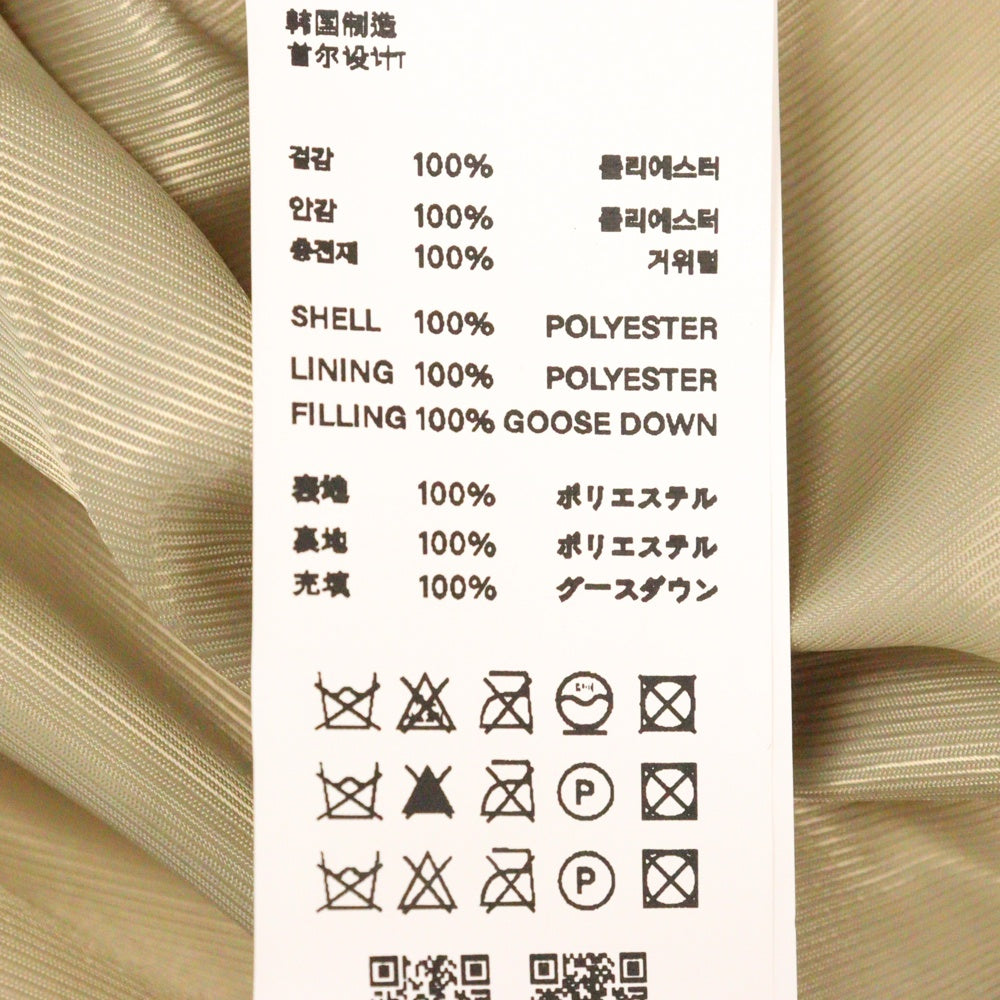 韩国制造
首尔设计
겉감 100% 폴리에스터
안감 100% 폴리에스터
충전재 100% 거위털
SHELL 100% POLYESTER
LINING 100% POLYESTER
FILLING 100% GOOSE DOWN
表地 100% ポリエステル
裏地 100% ポリエステル
充填 100% グースダウン
P
P